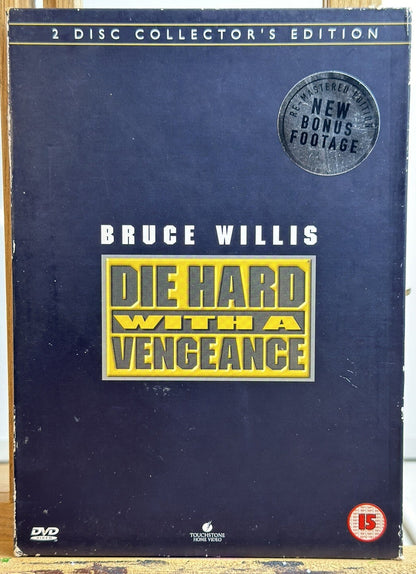 2 DISC COLLECTOR'S EDITION
RE-MASTERED EDITION
NEW
BONUS
FOOTAGE
BRUCE WILLIS
DIE HARD
WITH A
VENGEANCE
DVD
VIDEO
TOUCHSTONE
HOME VIDEO
15